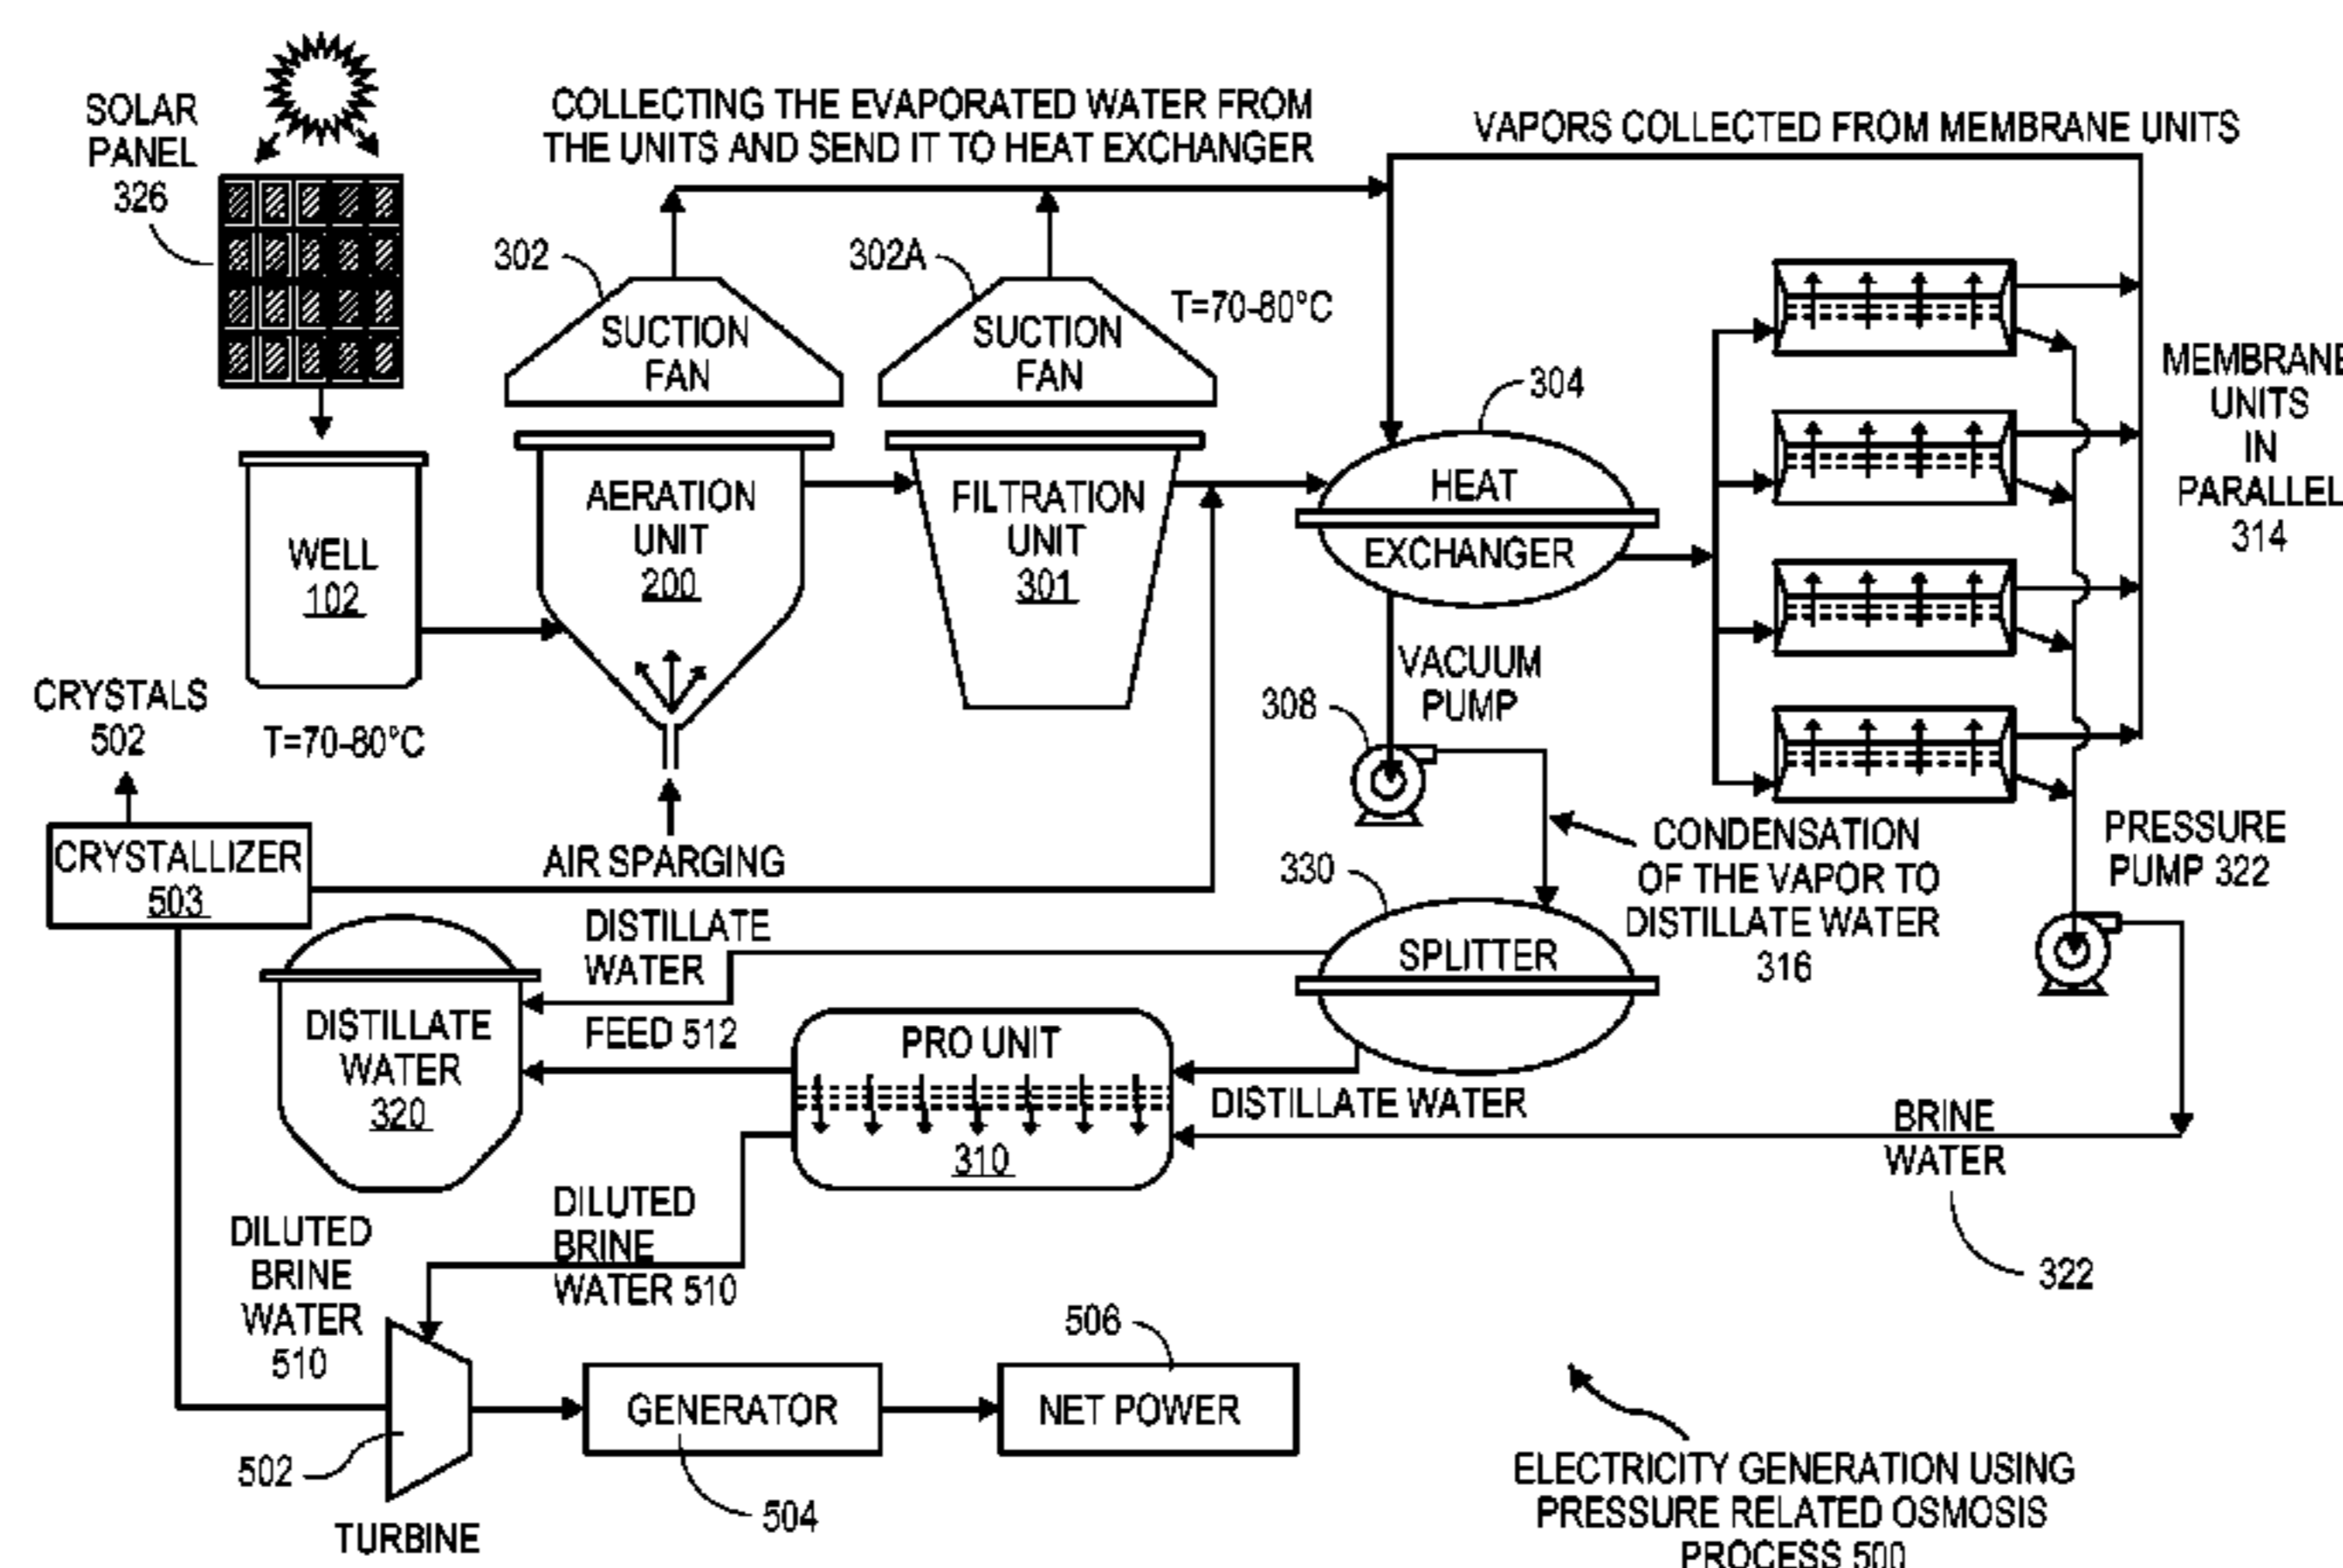 SOLAR
PANEL
326
COLLECTING THE EVAPORATED WATER FROM
THE UNITS AND SEND IT TO HEAT EXCHANGER
VAPORS COLLECTED FROM MEMBRANE UNITS
302
302A
T=70-80°C
SUCTION
FAN
SUCTION
FAN
304
MEMBRANE
UNITS
IN
PARALLEL
314
WELL
102
AERATION
UNIT
200
FILTRATION
UNIT
301
HEAT
EXCHANGER
CRYSTALS
502
T=70-80°C
308
VACUUM
PUMP
CRYSTALLIZER
503
AIR SPARGING
330
CONDENSATION
OF THE VAPOR TO
DISTILLATE WATER
316
PRESSURE
PUMP 322
DISTILLATE
WATER
SPLITTER
DISTILLATE
WATER
320
FEED 512
PRO UNIT
310
DISTILLATE WATER
BRINE
WATER
322
DILUTED
BRINE
WATER
510
DILUTED
BRINE
WATER 510
506
GENERATOR
NET POWER
502
504
TURBINE
ELECTRICITY GENERATION USING
PRESSURE RELATED OSMOSIS
PROCESS 500